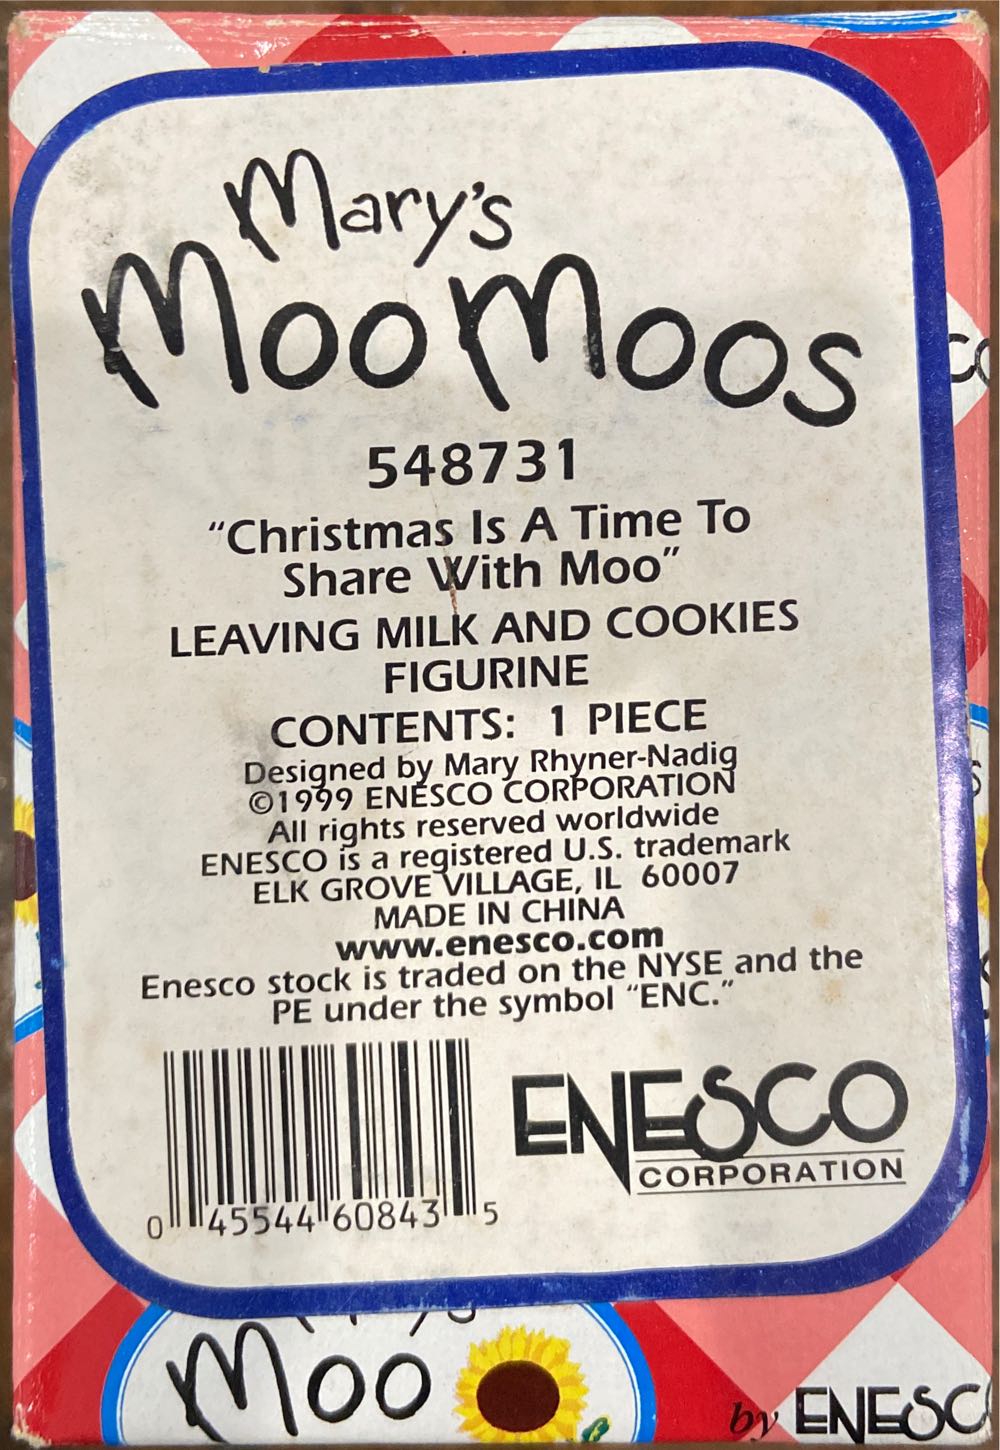 Mary's
Moo Moos
548731
"Christmas Is A Time To
Share With Moo"
LEAVING MILK AND COOKIES
FIGURINE
CONTENTS: 1 PIECE
Designed by Mary Rhyner-Nadig
©1999 ENESCO CORPORATION
All rights reserved worldwide
ENESCO is a registered U.S. trademark
ELK GROVE VILLAGE, IL 60007
MADE IN CHINA
www.enesco.com
Enesco stock is traded on the NYSE and the
PE under the symbol "ENC."
ENESCO
CORPORATION
0 45544 60843 5
Moo
by ENESC